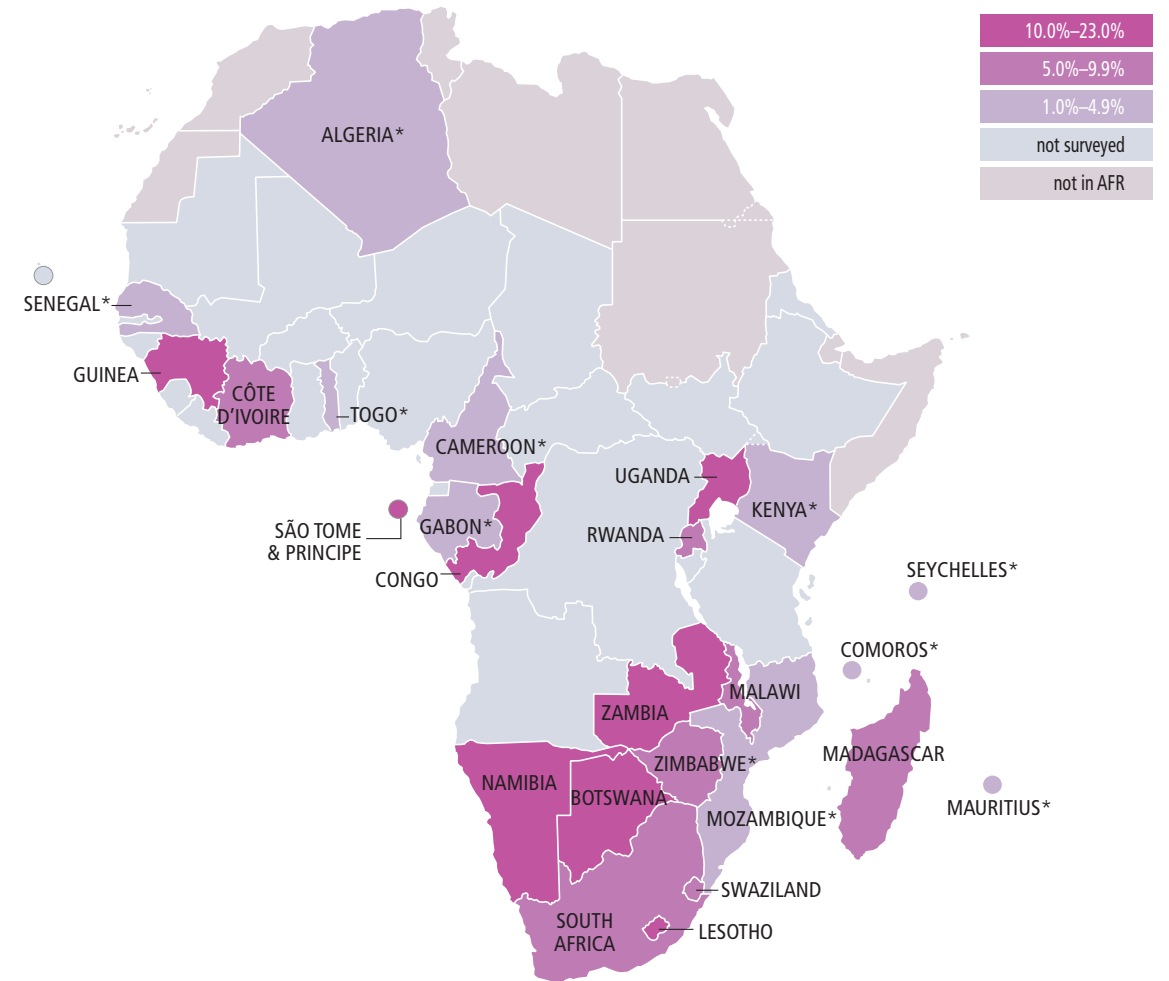 10.0%–23.0%
5.0%–9.9%
1.0%–4.9%
not surveyed
not in AFR
ALGERIA*
SENEGAL*
GUINEA
CÔTE
D'IVOIRE
TOGO*
CAMEROON*
UGANDA
KENYA*
SÃO TOME
& PRINCIPE
GABON*
RWANDA
CONGO
SEYCHELLES*
COMOROS*
MALAWI
ZAMBIA
MADAGASCAR
ZIMBABWE*
NAMIBIA
BOTSWANA
MAURITIUS*
MOZAMBIQUE*
SWAZILAND
SOUTH
AFRICA
LESOTHO